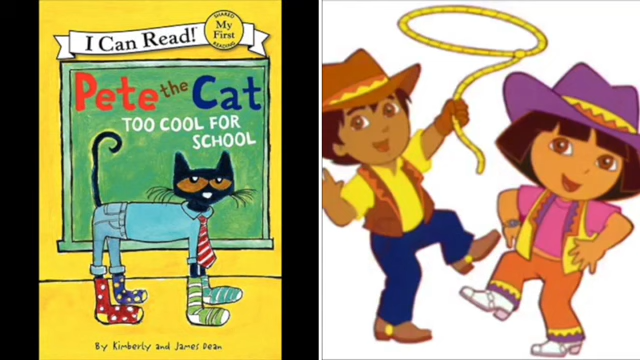 I Can Read!
SHARED
My
First
READING
Pete the Cat
TOO COOL FOR
SCHOOL
By Kimberly and James Dean